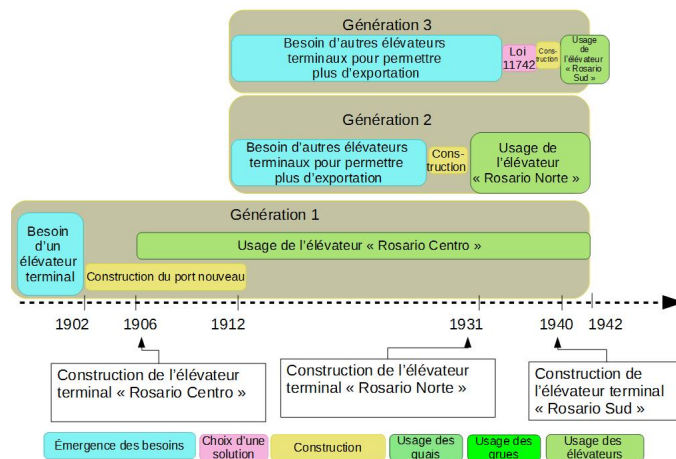 Génération 3
Besoin d'autres élévateurs
terminaux pour permettre
plus d'exportation
Loi
11742
Cons-
truction
Usage
de
l'élévateur
« Rosario
Sud »
Génération 2
Besoin d'autres élévateurs
terminaux pour permettre
plus d'exportation
Cons-
truction
Usage de
l'élévateur
« Rosario Norte »
Génération 1
Besoin
d'un
élévateur
terminal
Usage de l'élévateur « Rosario Centro »
Construction du port nouveau
1902 1906 1912 1931 1940 1942
Construction de l'élévateur
terminal « Rosario Centro »
Construction de l'élévateur
terminal « Rosario Norte »
Construction de
l'élévateur terminal
« Rosario Sud »
Émergence des besoins
Choix d'une
solution
Construction
Usage des
quais
Usage des
grues
Usage des
élévateurs